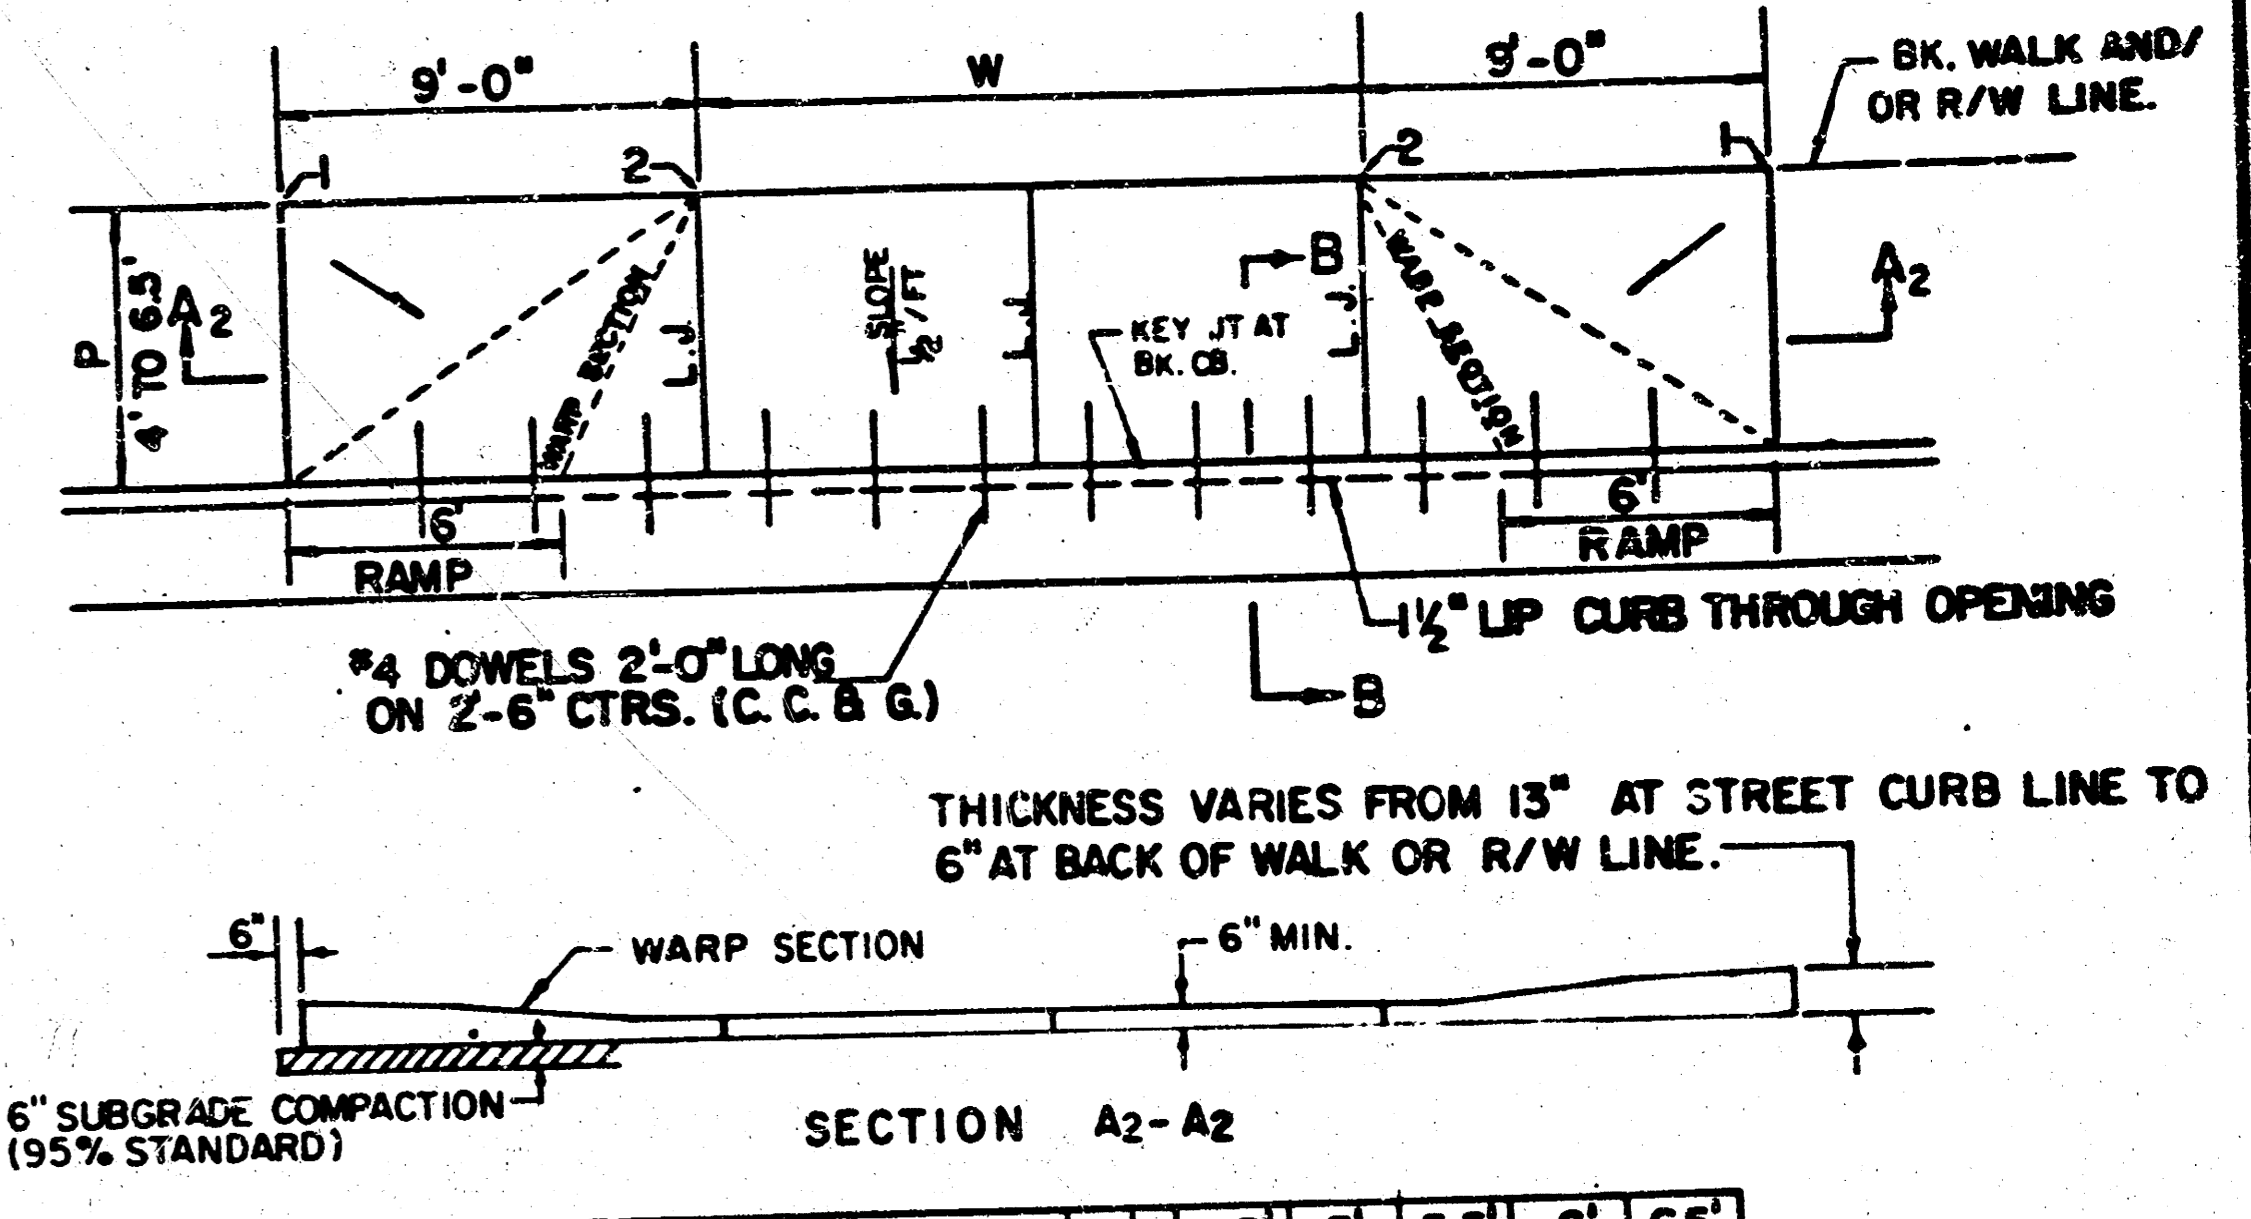 9'-0"
W
9'-0"
BK. WALK AND/
OR R/W LINE.
1
2
2
1
P
4' TO 6.5'
A2
WARP SECTION
L.J.
SLOPE
1/2"/FT
L.J.
KEY JT AT
BK. CB.
B
L.J.
WARP SECTION
A2
6'
RAMP
6'
RAMP
1½" LIP CURB THROUGH OPENING
#4 DOWELS 2'-0" LONG
ON 2'-6" CTRS. (C. C. & G.)
B
THICKNESS VARIES FROM 13" AT STREET CURB LINE TO
6" AT BACK OF WALK OR R/W LINE.
6"
WARP SECTION
6" MIN.
6" SUBGRADE COMPACTION
(95% STANDARD)
SECTION A2-A2